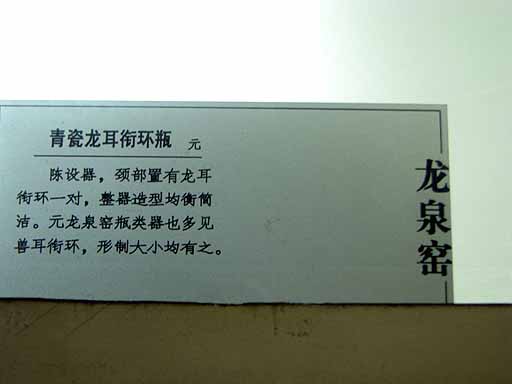 青瓷龙耳衔环瓶 元
陈设器，颈部置有龙耳
衔环一对，整器造型均衡简
洁。元龙泉窑瓶类器也多见
兽耳衔环，形制大小均有之。
龙泉窑